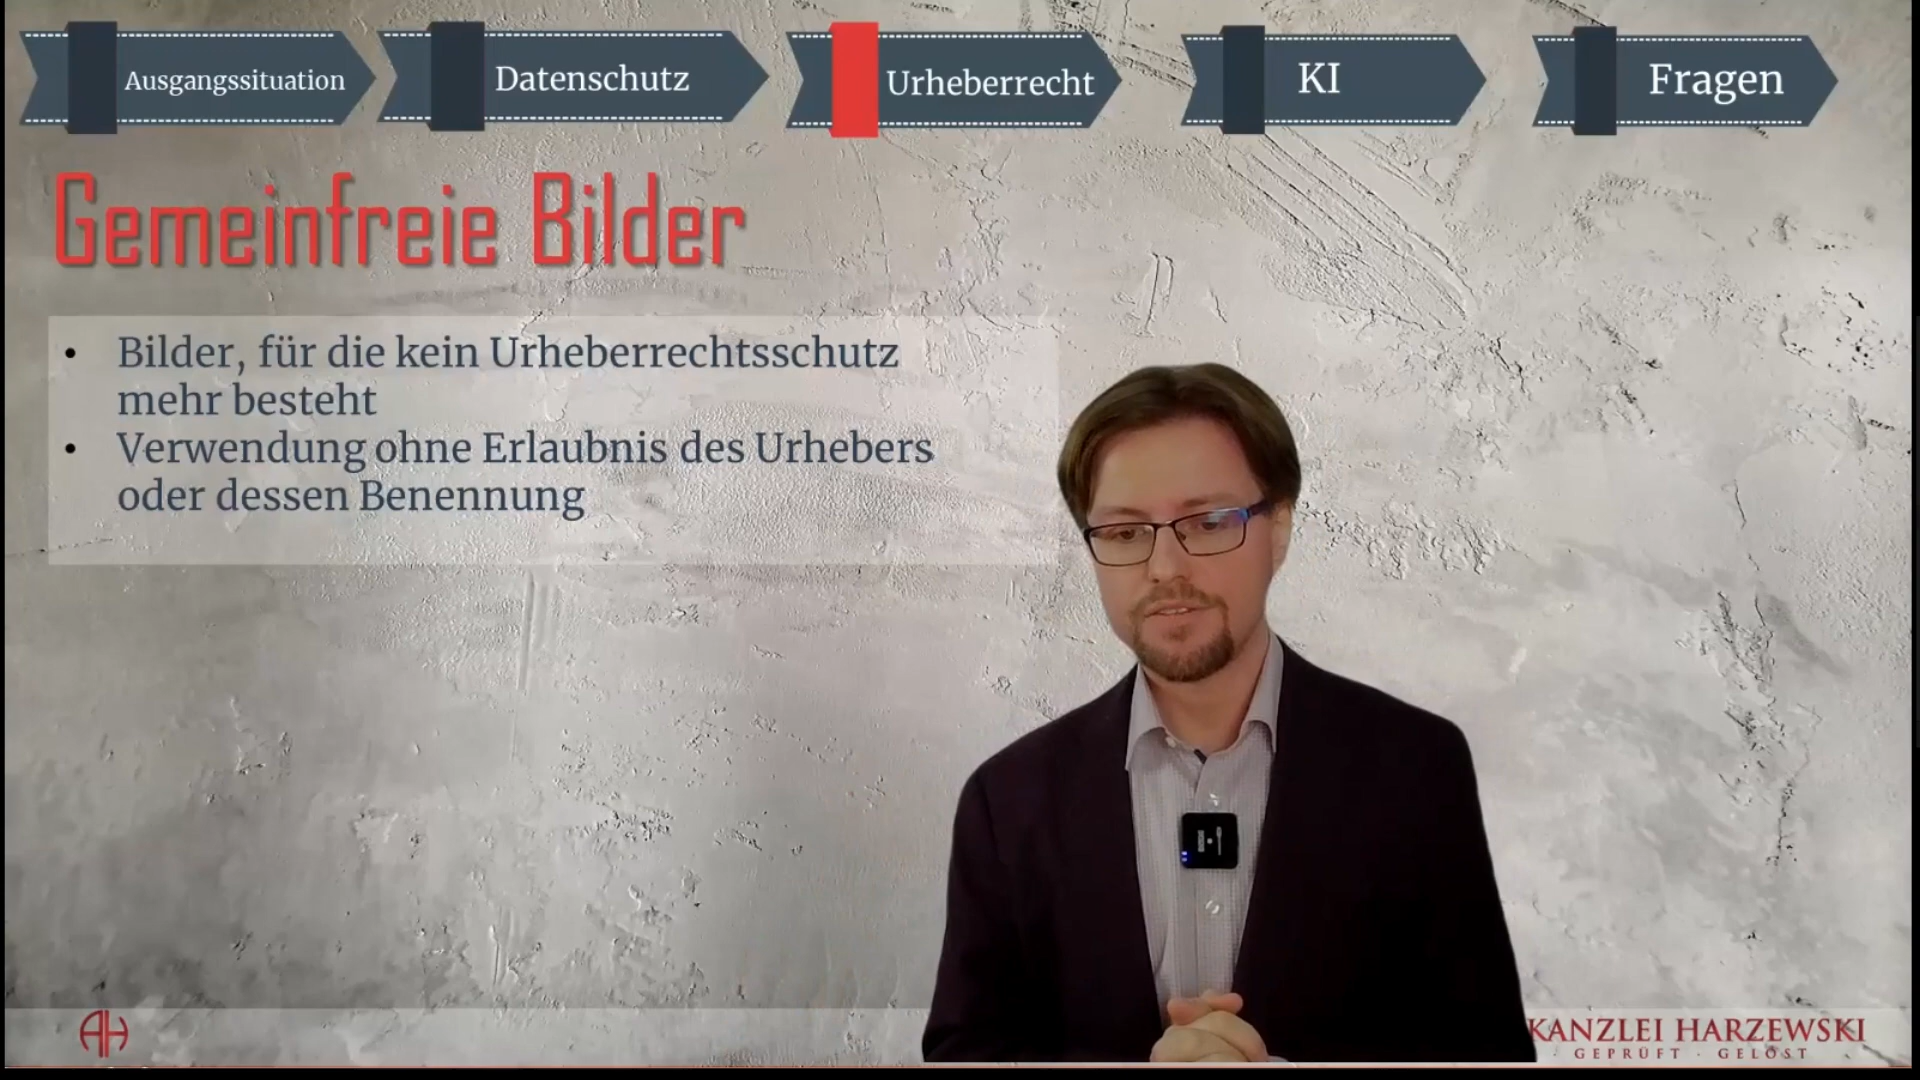 Ausgangssituation
Datenschutz
Urheberrecht
KI
Fragen
Gemeinfreie Bilder
• Bilder, für die kein Urheberrechtsschutz
mehr besteht
• Verwendung ohne Erlaubnis des Urhebers
oder dessen Benennung
AH
KANZLEI HARZEWSKI
GEPRÜFT · GELÖST